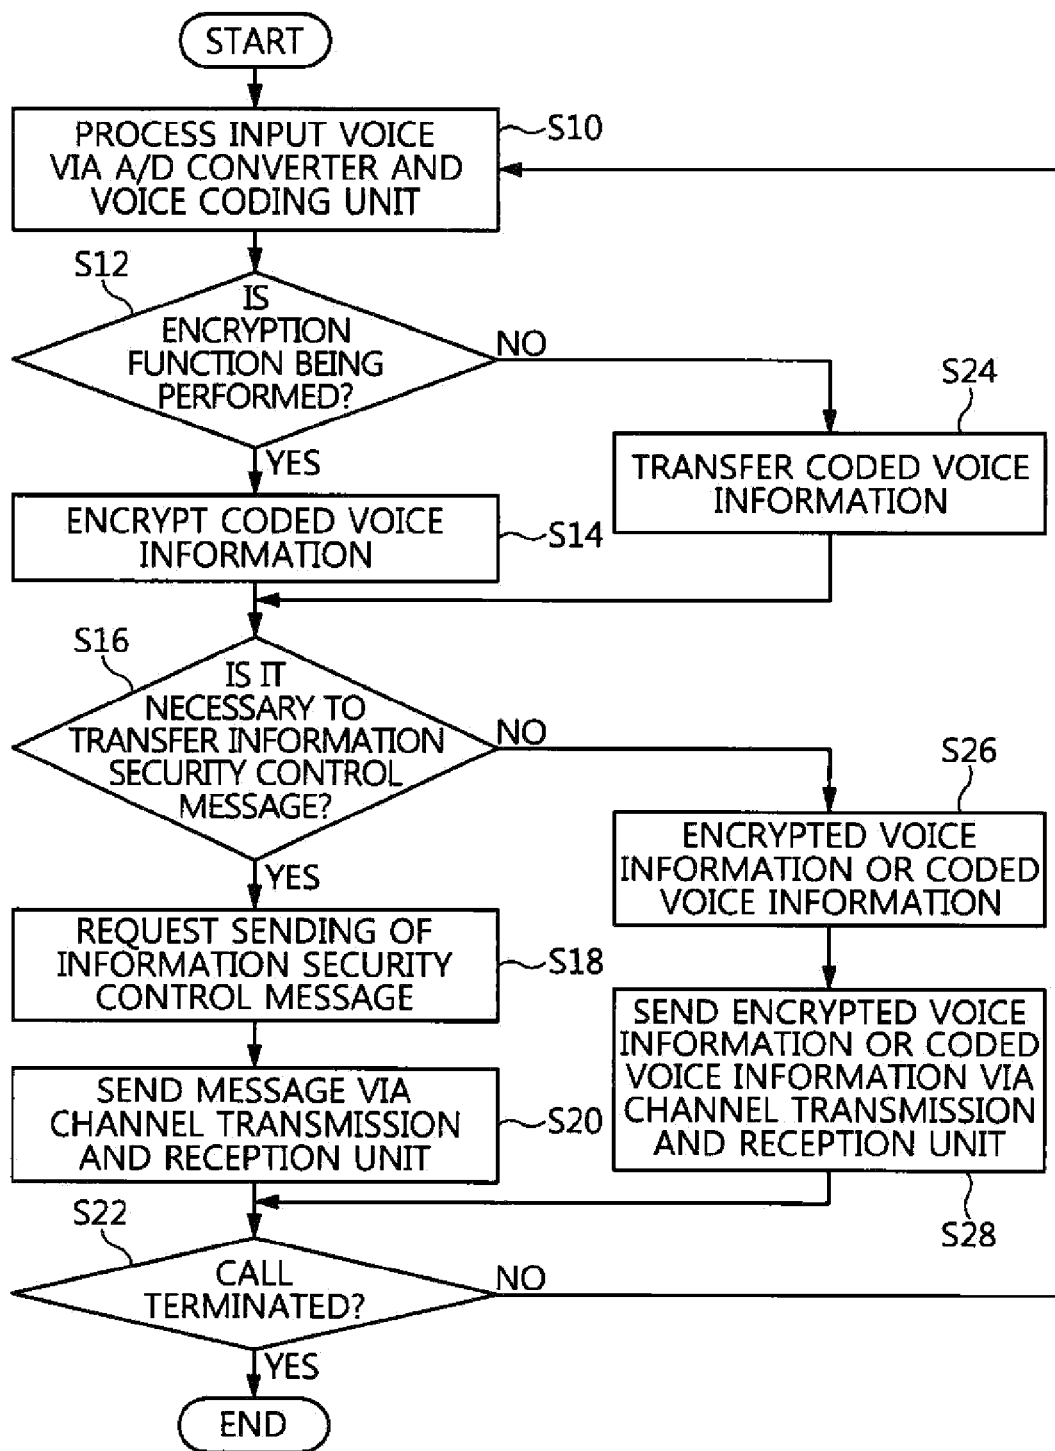 START
PROCESS INPUT VOICE
VIA A/D CONVERTER AND
VOICE CODING UNIT
S10
S12
IS
ENCRYPTION
FUNCTION BEING
PERFORMED?
NO
YES
S24
TRANSFER CODED VOICE
INFORMATION
ENCRYPT CODED VOICE
INFORMATION
S14
S16
IS IT
NECESSARY TO
TRANSFER INFORMATION
SECURITY CONTROL
MESSAGE?
NO
YES
S26
ENCRYPTED VOICE
INFORMATION OR CODED
VOICE INFORMATION
REQUEST SENDING OF
INFORMATION SECURITY
CONTROL MESSAGE
S18
SEND ENCRYPTED VOICE
INFORMATION OR CODED
VOICE INFORMATION VIA
CHANNEL TRANSMISSION
AND RECEPTION UNIT
S28
SEND MESSAGE VIA
CHANNEL TRANSMISSION
AND RECEPTION UNIT
S20
S22
CALL
TERMINATED?
NO
YES
END